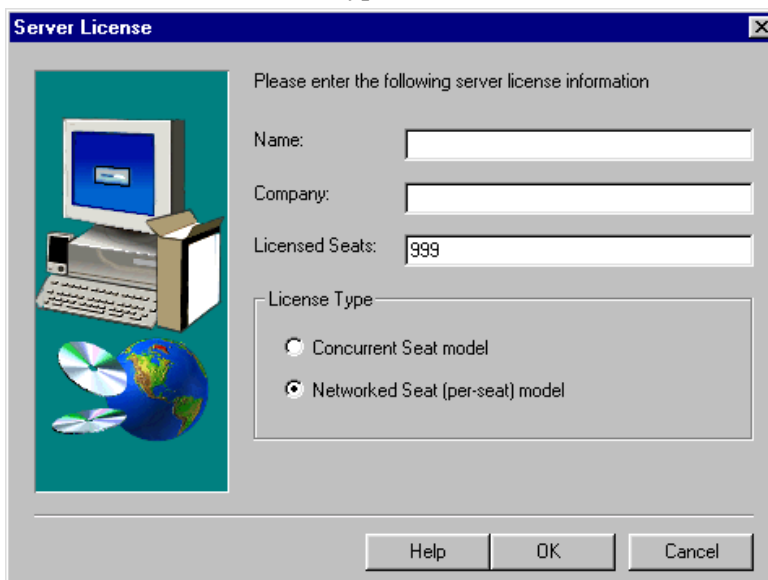 Server License
Please enter the following server license information
Name:
Company:
Licensed Seats: 999
License Type
Concurrent Seat model
Networked Seat (per-seat) model
Help OK Cancel